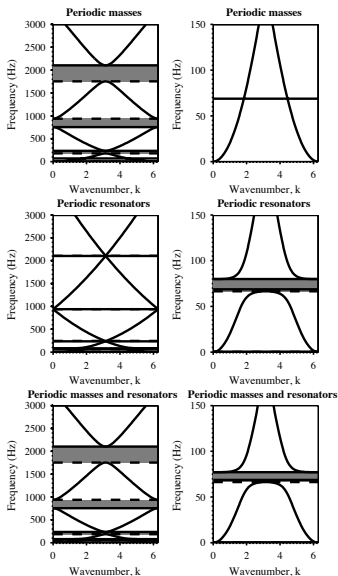 Periodic masses
Periodic masses
3000
2500
2000
1500
1000
500
0
Frequency (Hz)
0 2 4 6
Wavenumber, k
150
100
50
0
Frequency (Hz)
0 2 4 6
Wavenumber, k
Periodic resonators
Periodic resonators
3000
2500
2000
1500
1000
500
0
Frequency (Hz)
0 2 4 6
Wavenumber, k
150
100
50
0
Frequency (Hz)
0 2 4 6
Wavenumber, k
Periodic masses and resonators
Periodic masses and resonators
3000
2500
2000
1500
1000
500
0
Frequency (Hz)
0 2 4 6
Wavenumber, k
150
100
50
0
Frequency (Hz)
0 2 4 6
Wavenumber, k